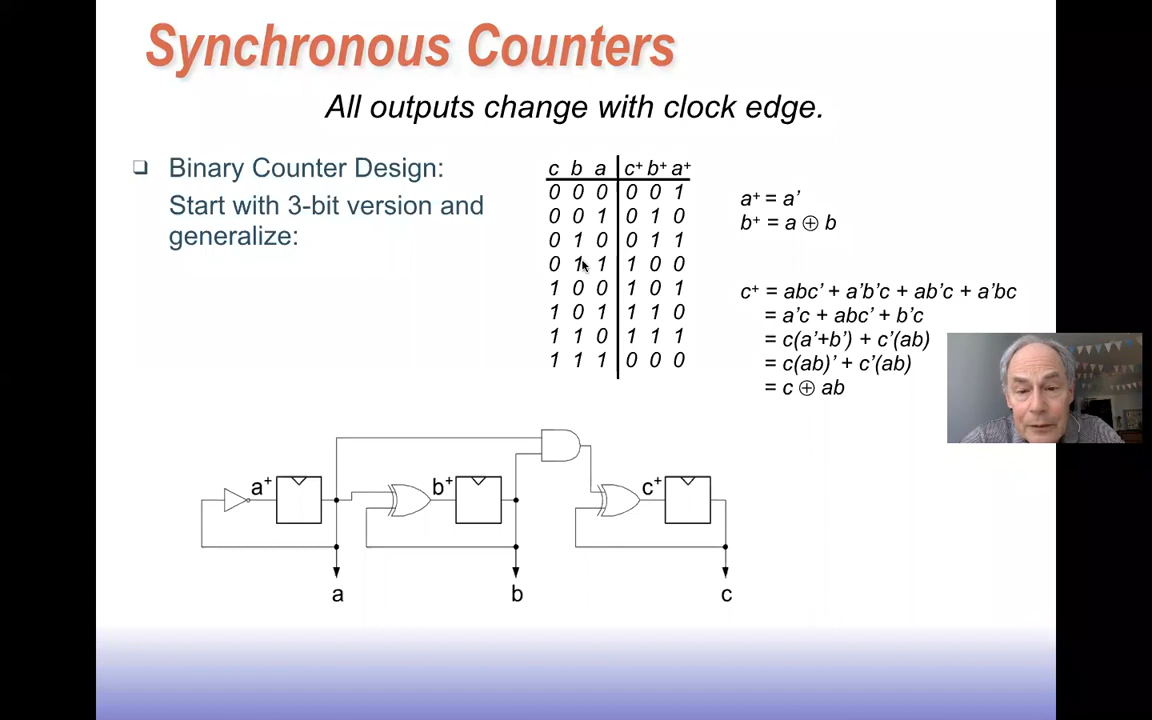 Synchronous Counters
All outputs change with clock edge.
❑ Binary Counter Design:
Start with 3-bit version and
generalize:
c b a c⁺ b⁺ a⁺
0 0 0 0 0 1
0 0 1 0 1 0
0 1 0 0 1 1
0 1 1 1 0 0
1 0 0 1 0 1
1 0 1 1 1 0
1 1 0 1 1 1
1 1 1 0 0 0
a⁺ = a’
b⁺ = a ⊕ b
c⁺ = abc’ + a’b’c + ab’c + a’bc
= a’c + abc’ + b’c
= c(a’+b’) + c’(ab)
= c(ab)’ + c’(ab)
= c ⊕ ab
a⁺ b⁺ c⁺
a b c